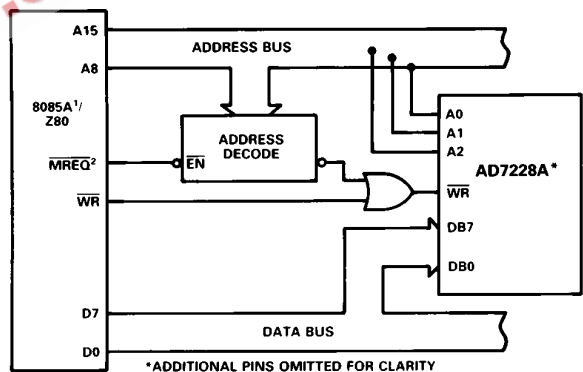 A15
ADDRESS BUS
A8
8085A1/
Z80
A0
A1
A2
ADDRESS
DECODE
AD7228A*
MREQ2
EN
WR
WR
DB7
DB0
D7
DATA BUS
D0
*ADDITIONAL PINS OMITTED FOR CLARITY